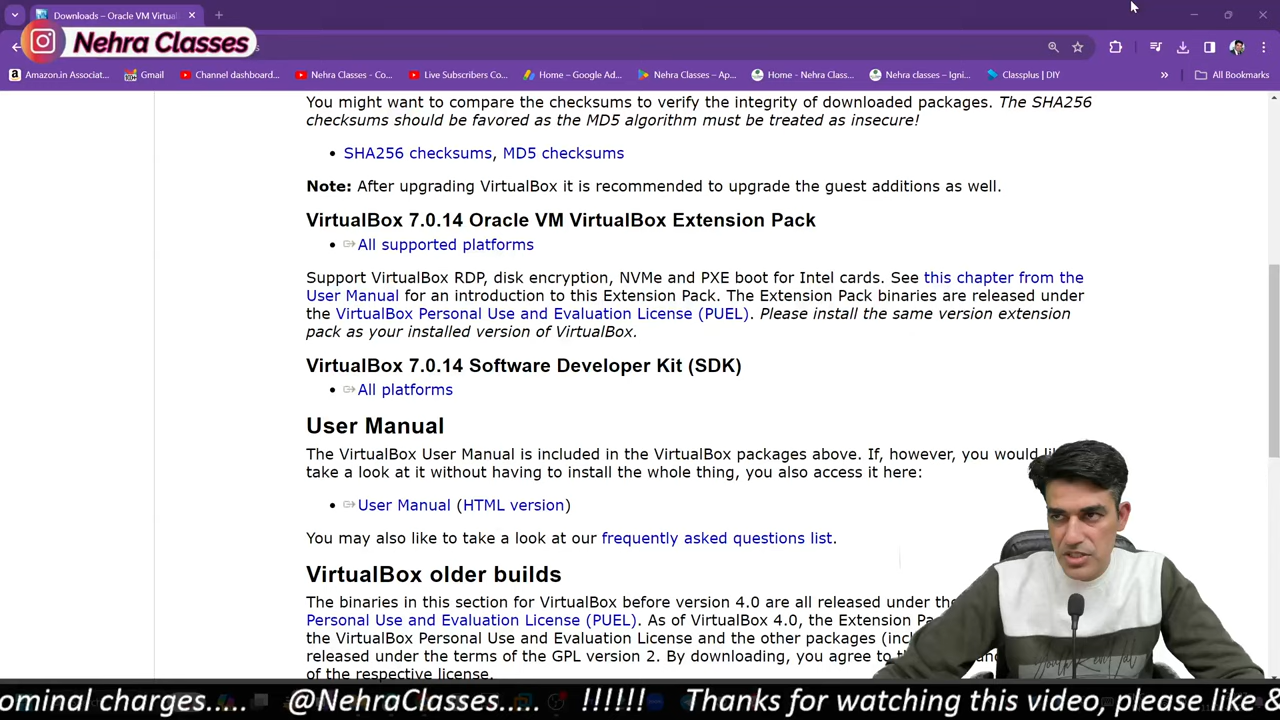 Downloads – Oracle VM Virtual
Nehra Classes
Amazon.in Associat...
Gmail
Channel dashboard...
Nehra Classes - Co...
Live Subscribers Co...
Home – Google Ad...
Nehra Classes – Ap...
Home - Nehra Class...
Nehra classes – Igni...
Classplus | DIY
All Bookmarks
You might want to compare the checksums to verify the integrity of downloaded packages. The SHA256
checksums should be favored as the MD5 algorithm must be treated as insecure!
• SHA256 checksums, MD5 checksums
Note: After upgrading VirtualBox it is recommended to upgrade the guest additions as well.
VirtualBox 7.0.14 Oracle VM VirtualBox Extension Pack
• All supported platforms
Support VirtualBox RDP, disk encryption, NVMe and PXE boot for Intel cards. See this chapter from the
User Manual for an introduction to this Extension Pack. The Extension Pack binaries are released under
the VirtualBox Personal Use and Evaluation License (PUEL). Please install the same version extension
pack as your installed version of VirtualBox.
VirtualBox 7.0.14 Software Developer Kit (SDK)
• All platforms
User Manual
The VirtualBox User Manual is included in the VirtualBox packages above. If, however, you would
take a look at it without having to install the whole thing, you also access it here:
• User Manual (HTML version)
You may also like to take a look at our frequently asked questions list.
VirtualBox older builds
The binaries in this section for VirtualBox before version 4.0 are all released under the
Personal Use and Evaluation License (PUEL). As of VirtualBox 4.0, the Extension
the VirtualBox Personal Use and Evaluation License and the other packages
released under the terms of the GPL version 2. By downloading, you agree to
of the respective license.
ominal charges..... @NehraClasses..... !!!!!! Thanks for watching this video, please like &